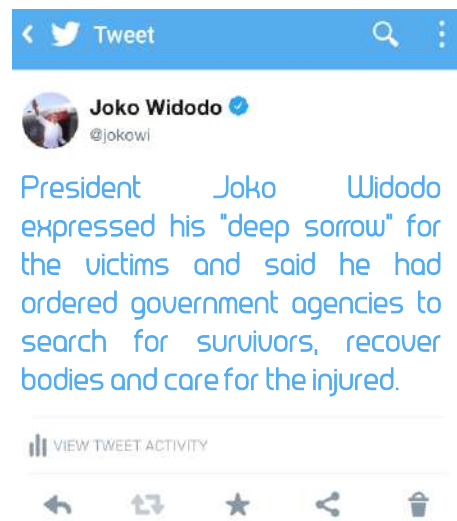 Tweet
Joko Widodo
@jokowi
President Joko Widodo
expressed his "deep sorrow" for
the victims and said he had
ordered government agencies to
search for survivors, recover
bodies and care for the injured.
VIEW TWEET ACTIVITY